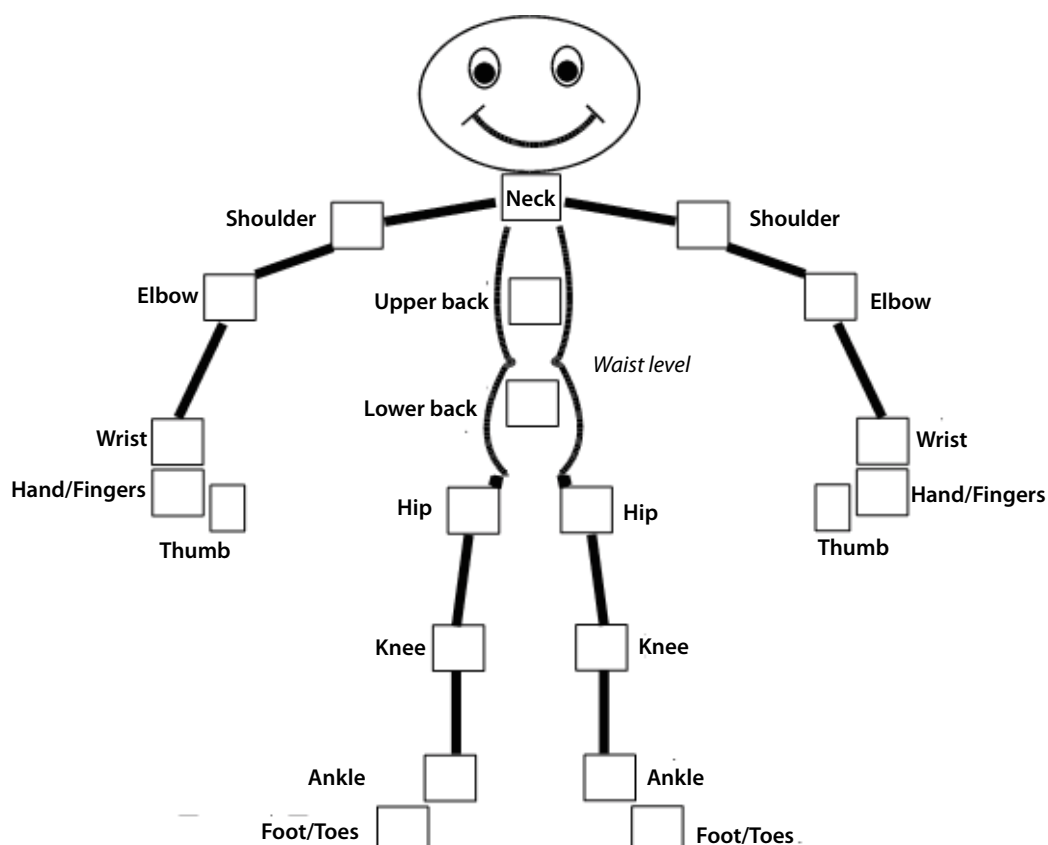 Neck
Shoulder
Shoulder
Elbow
Upper back
Elbow
Waist level
Lower back
Wrist
Wrist
Hand/Fingers
Hand/Fingers
Hip
Hip
Thumb
Thumb
Knee
Knee
Ankle
Ankle
Foot/Toes
Foot/Toes